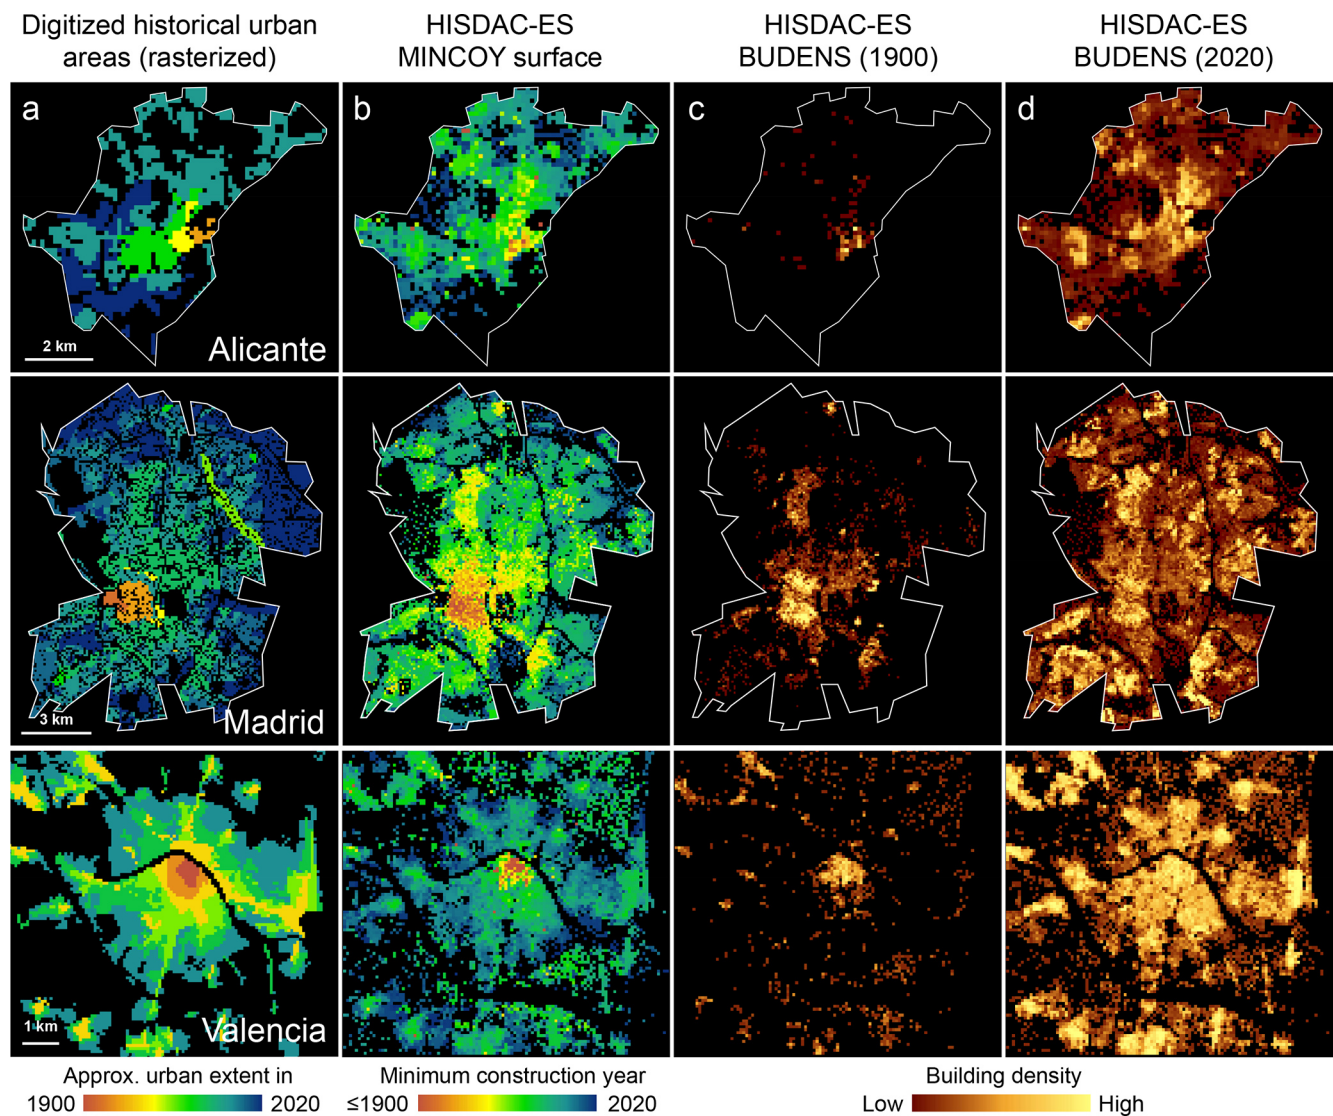 Digitized historical urban
areas (rasterized)
HISDAC-ES
MINCOY surface
HISDAC-ES
BUDENS (1900)
HISDAC-ES
BUDENS (2020)
a
b
c
d
2 km
Alicante
3 km
Madrid
1 km
Valencia
Approx. urban extent in
1900
2020
Minimum construction year
≤1900
2020
Building density
Low
High